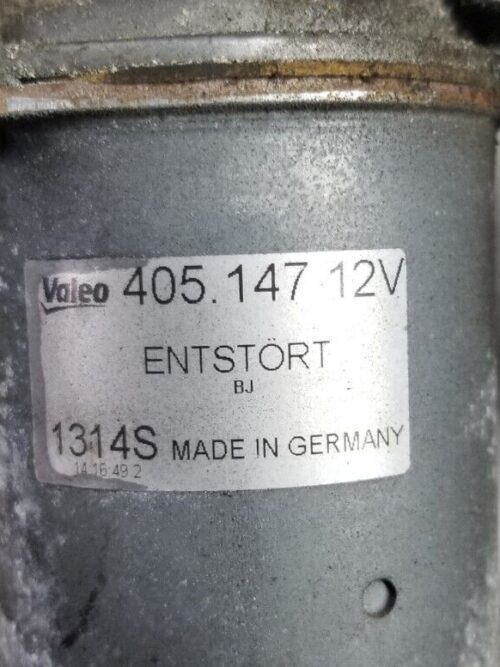 Valeo 405.147 12V
ENTSTÖRT
BJ
1314S MADE IN GERMANY
14 16 49 2